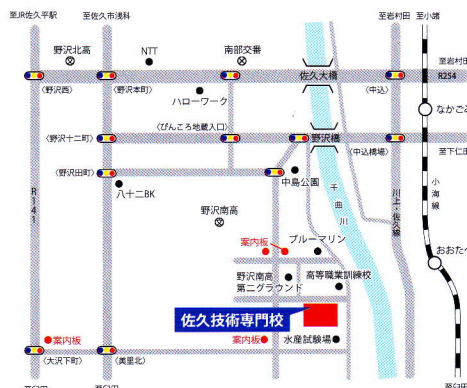 至JR佐久平駅
至佐久市浅科
至岩村田
至小諸
野沢北高
NTT
南部交番
至岩村田
R254
佐久大橋
〈野沢西〉
〈野沢本町〉
〈中込〉
ハローワーク
なかごみ
〈ぴんころ地蔵入口〉
〈野沢十二町〉
野沢橋
〈中込橋場〉
至下仁田
〈野沢田町〉
中島公園
八十二BK
R141
千曲川
川上・佐久線
小海線
野沢南高
案内板
ブルーマリン
野沢南高
第二グラウンド
高等職業訓練校
佐久技術専門校
案内板
案内板
水産試験場
〈大沢下町〉
〈美里北〉